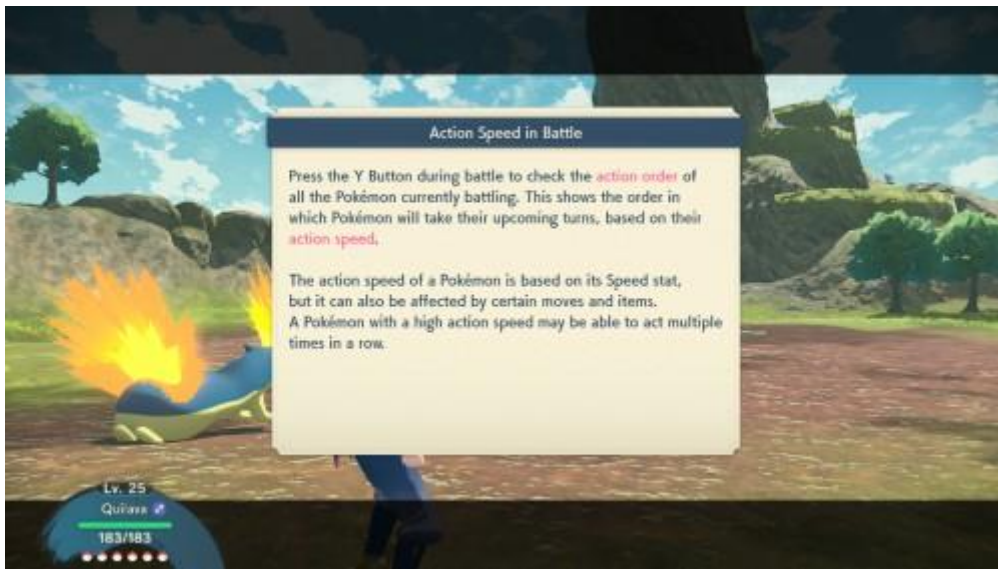 Action Speed in Battle
Press the Y Button during battle to check the action order of
all the Pokémon currently battling. This shows the order in
which Pokémon will take their upcoming turns, based on their
action speed.
The action speed of a Pokémon is based on its Speed stat,
but it can also be affected by certain moves and items.
A Pokémon with a high action speed may be able to act multiple
times in a row.
Lv. 25
Quilava
183/183